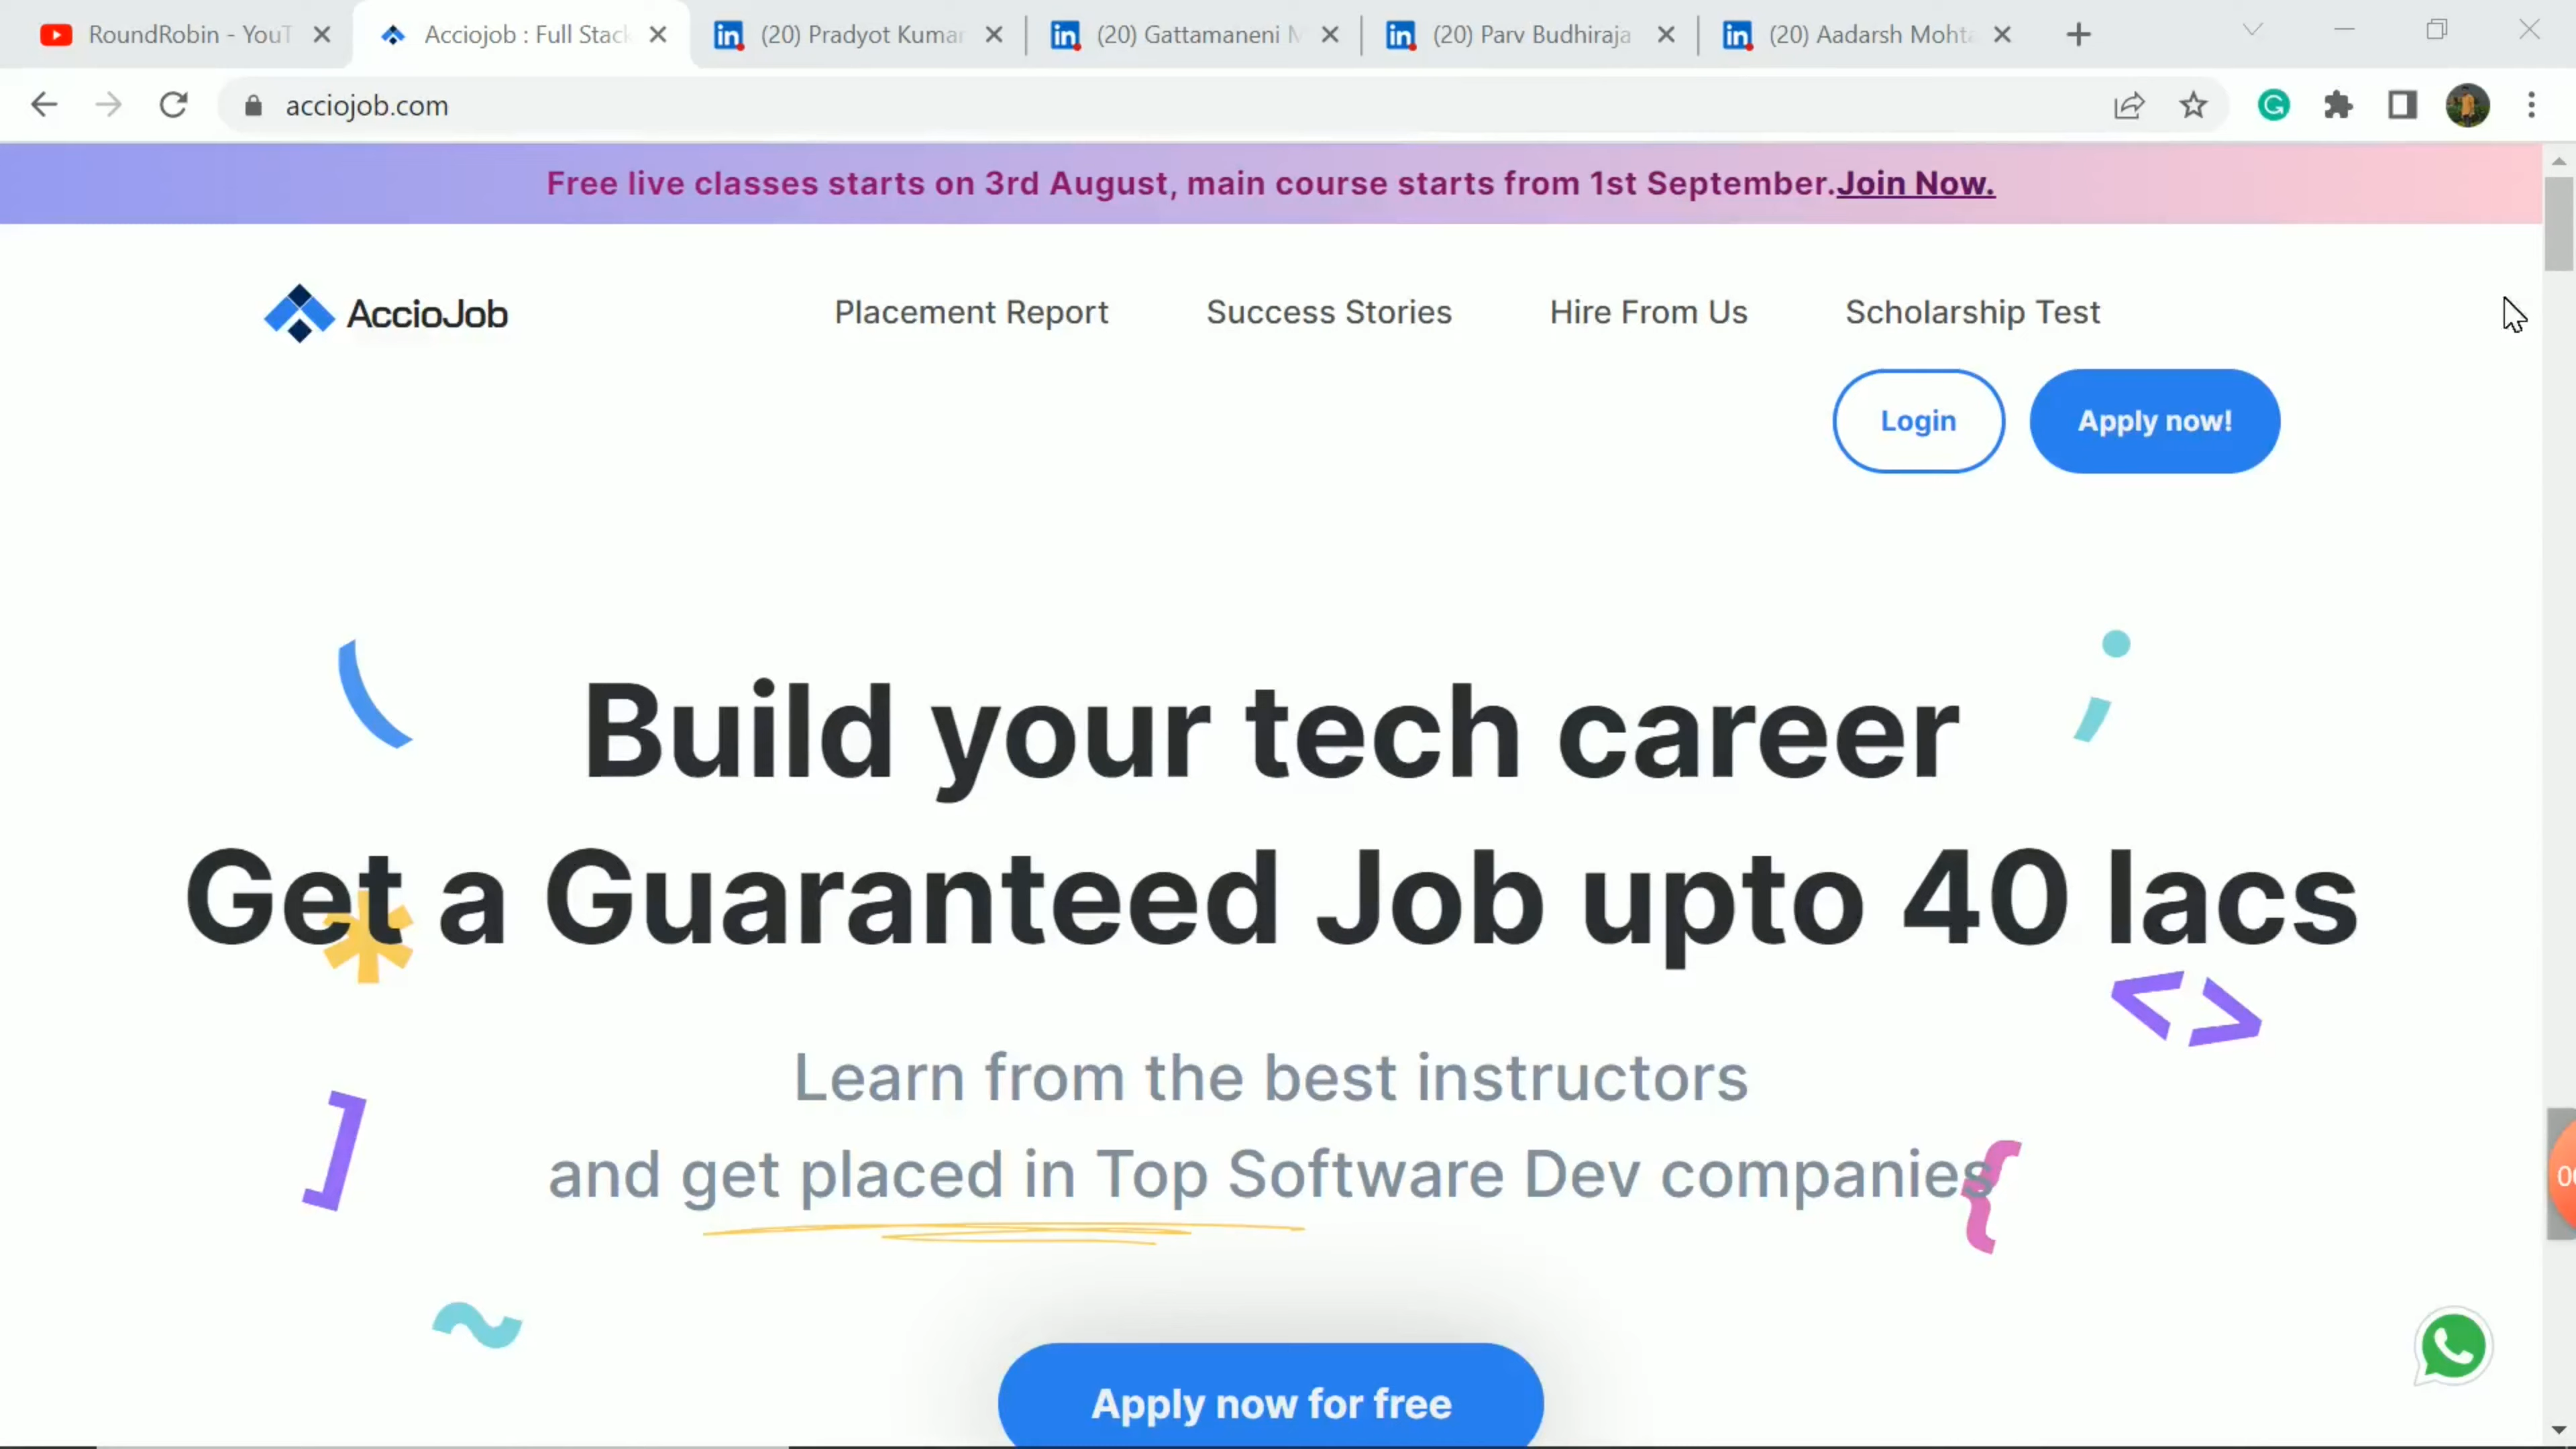 RoundRobin - YouT
Acciojob : Full Stack
(20) Pradyot Kumar
(20) Gattamaneni M
(20) Parv Budhiraja
(20) Aadarsh Mohta
acciojob.com
Free live classes starts on 3rd August, main course starts from 1st September.Join Now.
AccioJob
Placement Report
Success Stories
Hire From Us
Scholarship Test
Login
Apply now!
Build your tech career
Get a Guaranteed Job upto 40 lacs
Learn from the best instructors
and get placed in Top Software Dev companies
Apply now for free